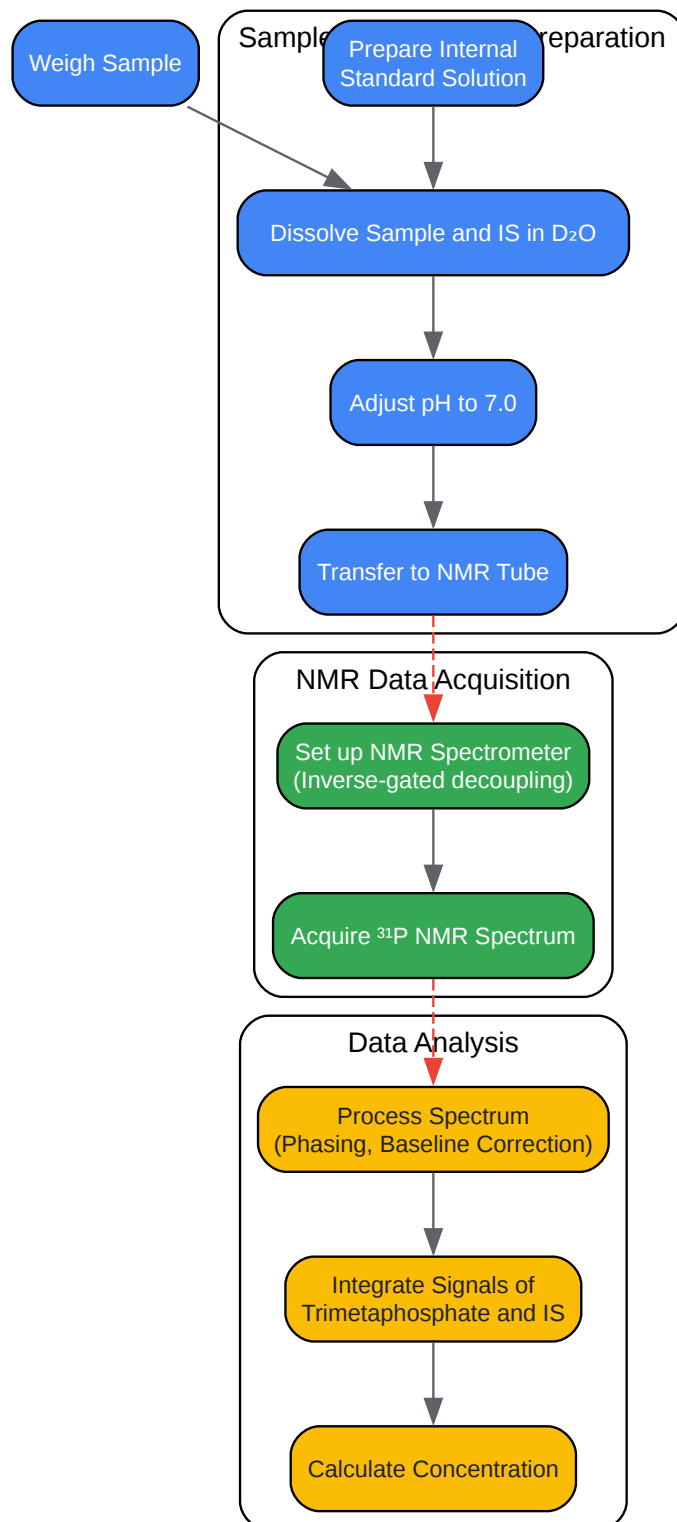 Weigh Sample
Sample
reparation
Prepare Internal
Standard Solution
Dissolve Sample and IS in D₂O
Adjust pH to 7.0
Transfer to NMR Tube
NMR Data Acquisition
Set up NMR Spectrometer
(Inverse-gated decoupling)
Acquire ³¹P NMR Spectrum
Data Analysis
Process Spectrum
(Phasing, Baseline Correction)
Integrate Signals of
Trimetaphosphate and IS
Calculate Concentration